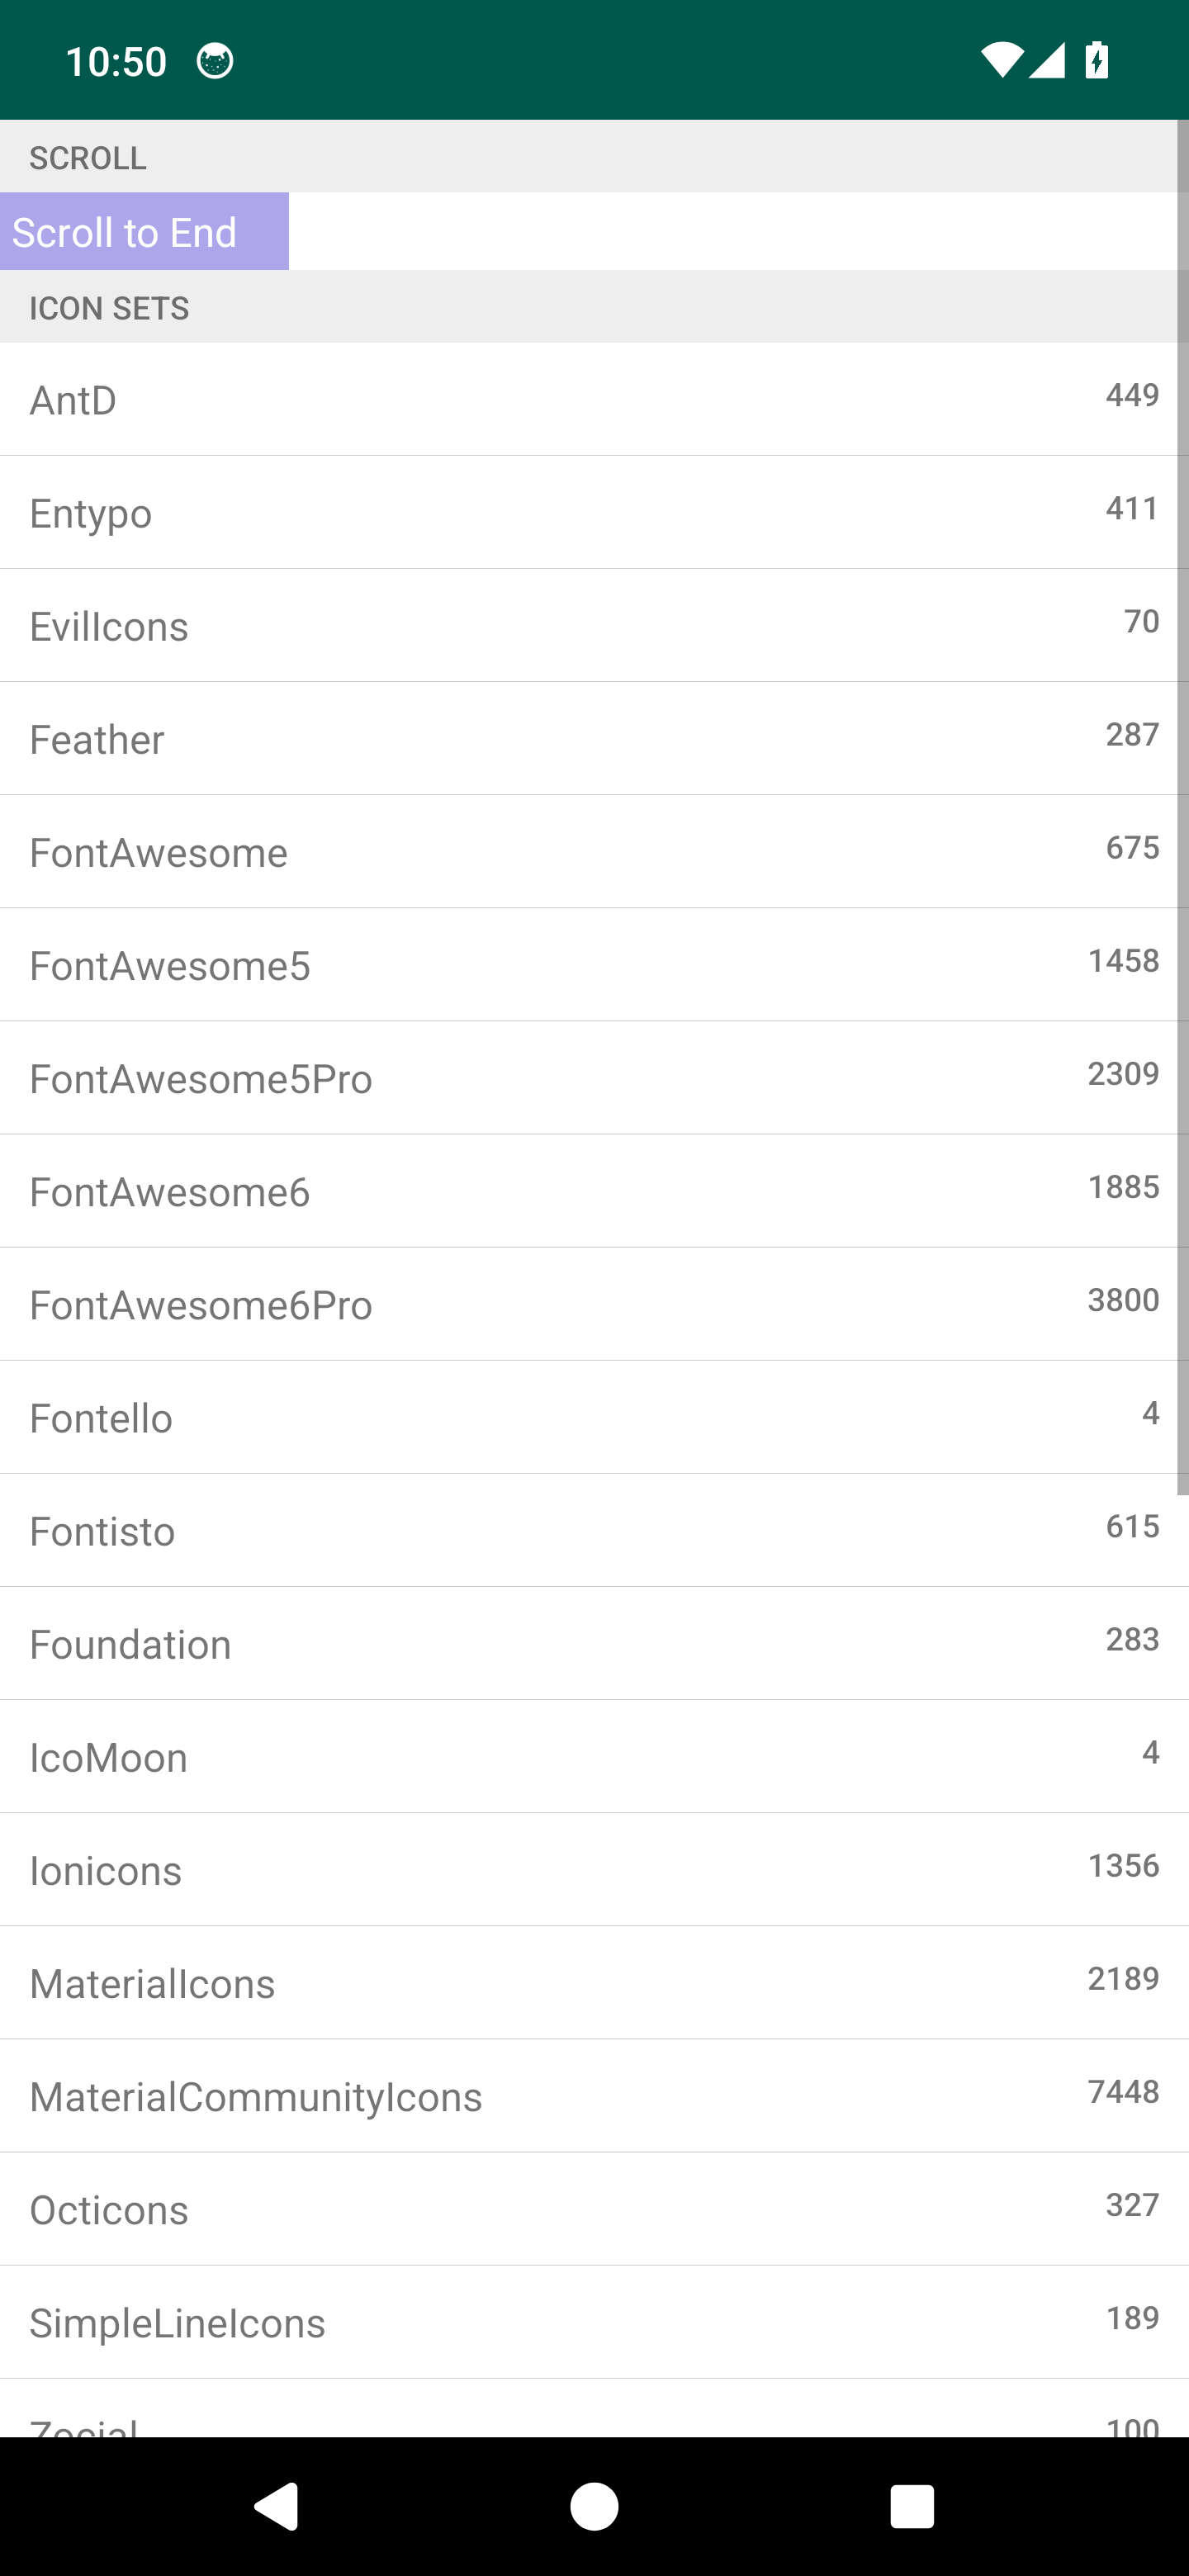 10:50
SCROLL
Scroll to End
ICON SETS
AntD 449
Entypo 411
EvilIcons 70
Feather 287
FontAwesome 675
FontAwesome5 1458
FontAwesome5Pro 2309
FontAwesome6 1885
FontAwesome6Pro 3800
Fontello 4
Fontisto 615
Foundation 283
IcoMoon 4
Ionicons 1356
MaterialIcons 2189
MaterialCommunityIcons 7448
Octicons 327
SimpleLineIcons 189
Zocial 100